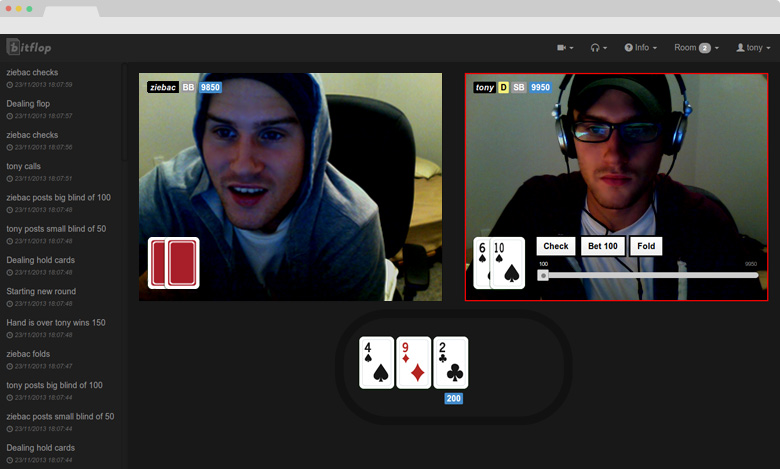 bitflop
Info
Room 2
tony
ziebac checks
23/11/2013 18:07:59
Dealing flop
23/11/2013 18:07:57
ziebac checks
23/11/2013 18:07:56
tony calls
23/11/2013 18:07:51
ziebac posts big blind of 100
23/11/2013 18:07:48
tony posts small blind of 50
23/11/2013 18:07:48
Dealing hold cards
23/11/2013 18:07:48
Starting new round
23/11/2013 18:07:48
Hand is over tony wins 150
23/11/2013 18:07:48
ziebac folds
23/11/2013 18:07:47
tony posts big blind of 100
23/11/2013 18:07:44
ziebac posts small blind of 50
23/11/2013 18:07:44
Dealing hold cards
23/11/2013 18:07:44
ziebac BB 9850
tony D SB 9950
6 10
Check Bet 100 Fold
100 9950
4 9 2
200